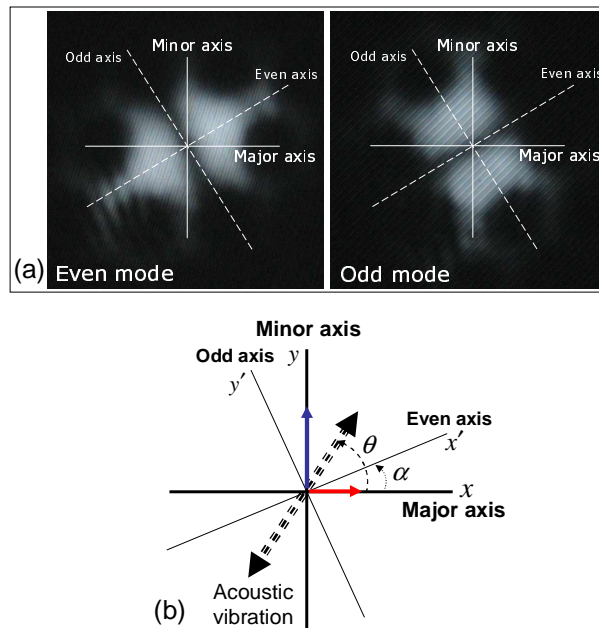 Minor axis
Odd axis
Even axis
Major axis
Even mode
Minor axis
Odd axis
Even axis
Major axis
Odd mode
(a)
Minor axis
Odd axis
y
y′
Even axis
x′
θ
α
x
Major axis
Acoustic
vibration
(b)